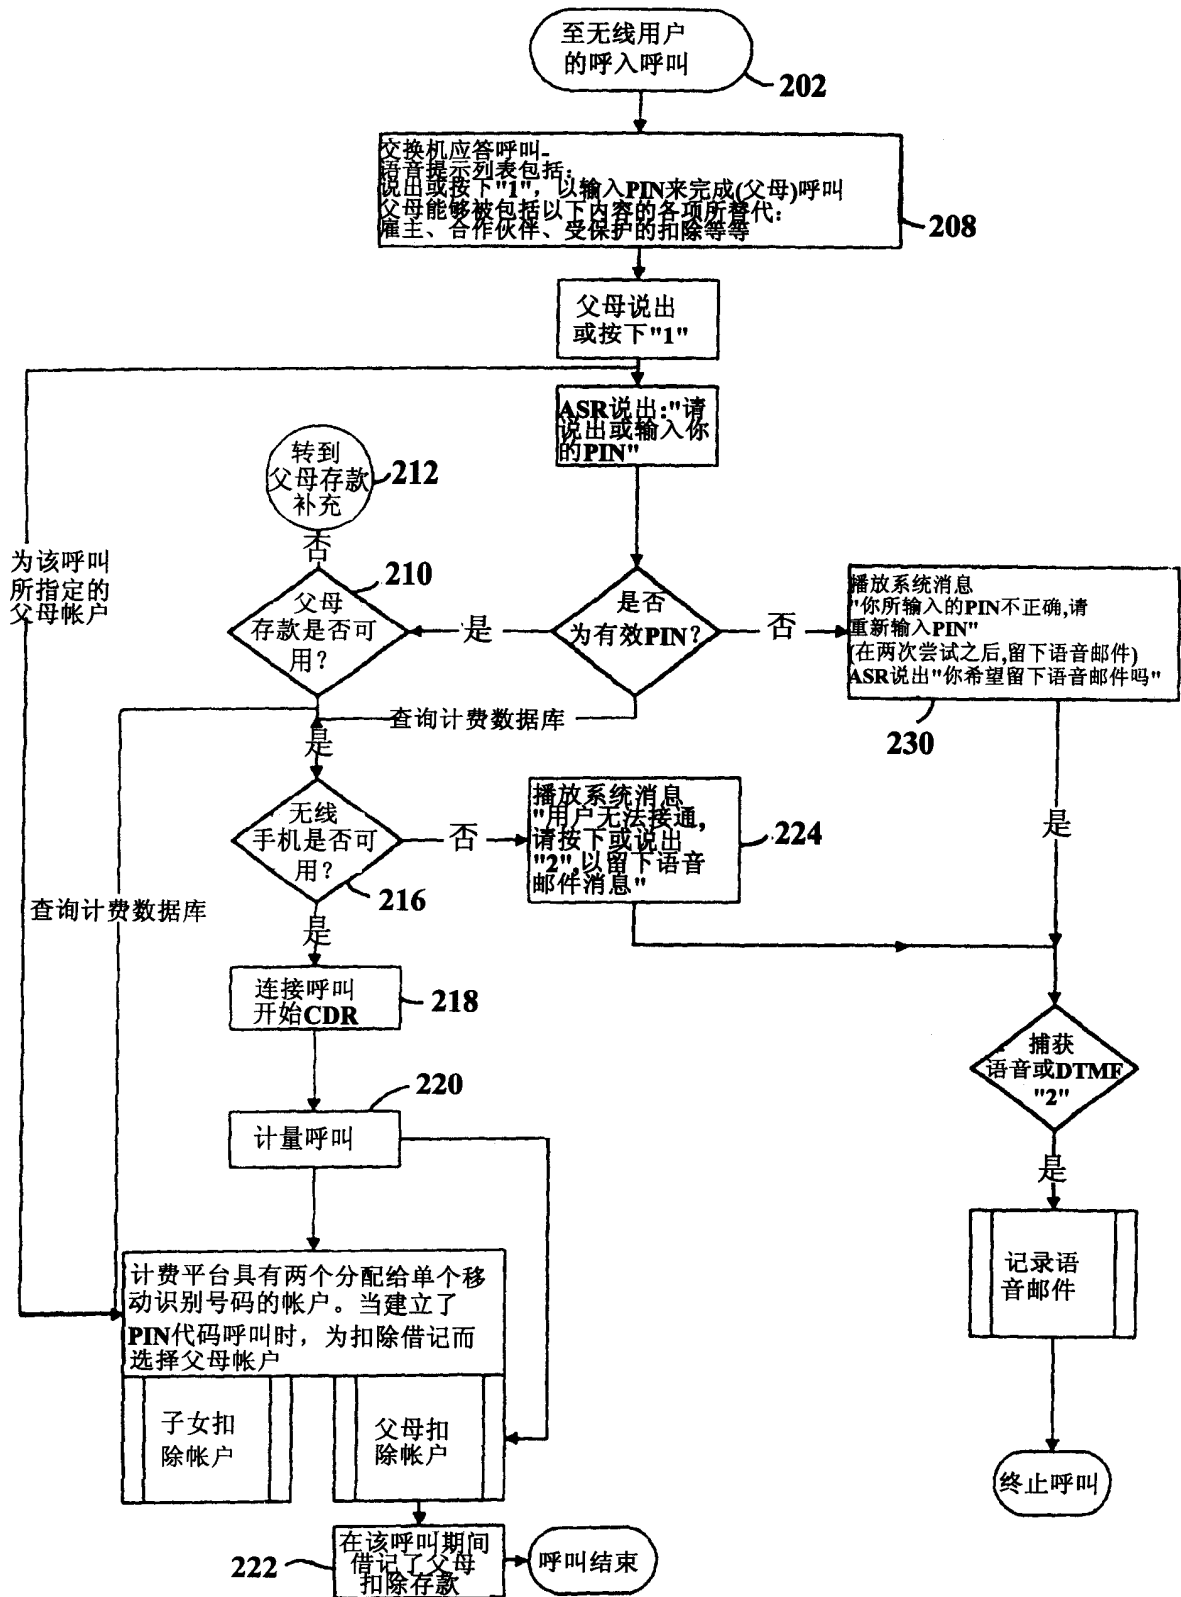 至无线用户
的呼入呼叫
202
交换机应答呼叫-
语音提示列表包括：
说出或按下"1"，以输入PIN来完成(父母)呼叫
父母能够被包括以下内容的各项所替代：
雇主、合作伙伴、受保护的扣除等等
208
父母说出
或按下"1"
ASR说出:"请
说出或输入你
的PIN"
转到
父母存款
补充
212
否
为该呼叫
所指定的
父母帐户
210
父母
存款是否可
用？
是
是否
为有效PIN？
否
播放系统消息
"你所输入的PIN不正确,请
重新输入PIN"
(在两次尝试之后,留下语音邮件)
ASR说出"你希望留下语音邮件吗"
230
查询计费数据库
是
无线
手机是否可
用？
216
否
播放系统消息
"用户无法接通,
请按下或说出
"2",以留下语音
邮件消息"
224
是
查询计费数据库
是
连接呼叫
开始CDR
218
捕获
语音或DTMF
"2"
220
计量呼叫
是
记录语
音邮件
计费平台具有两个分配给单个移
动识别号码的帐户。当建立了
PIN代码呼叫时，为扣除借记而
选择父母帐户
子女扣
除帐户
父母扣
除帐户
终止呼叫
在该呼叫期间
借记了父母
扣除存款
222
呼叫结束